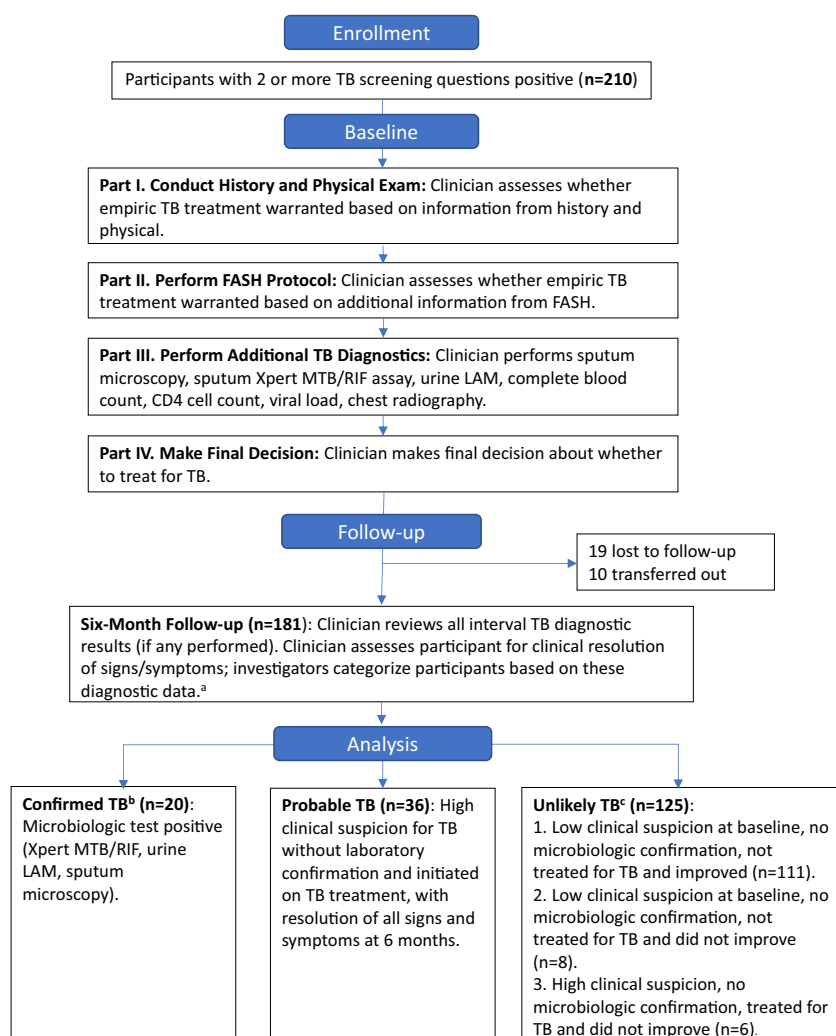 Enrollment
Participants with 2 or more TB screening questions positive (n=210)
Baseline
Part I. Conduct History and Physical Exam: Clinician assesses whether
empiric TB treatment warranted based on information from history and
physical.
Part II. Perform FASH Protocol: Clinician assesses whether empiric TB
treatment warranted based on additional information from FASH.
Part III. Perform Additional TB Diagnostics: Clinician performs sputum
microscopy, sputum Xpert MTB/RIF assay, urine LAM, complete blood
count, CD4 cell count, viral load, chest radiography.
Part IV. Make Final Decision: Clinician makes final decision about whether
to treat for TB.
Follow-up
19 lost to follow-up
10 transferred out
Six-Month Follow-up (n=181): Clinician reviews all interval TB diagnostic
results (if any performed). Clinician assesses participant for clinical resolution
of signs/symptoms; investigators categorize participants based on these
diagnostic data.ᵃ
Analysis
Confirmed TBᵇ (n=20):
Microbiologic test positive
(Xpert MTB/RIF, urine
LAM, sputum
microscopy).
Probable TB (n=36): High
clinical suspicion for TB
without laboratory
confirmation and initiated
on TB treatment, with
resolution of all signs and
symptoms at 6 months.
Unlikely TBᶜ (n=125):
1. Low clinical suspicion at baseline, no
microbiologic confirmation, not
treated for TB and improved (n=111).
2. Low clinical suspicion at baseline, no
microbiologic confirmation, not
treated for TB and did not improve
(n=8).
3. High clinical suspicion, no
microbiologic confirmation, treated for
TB and did not improve (n=6).